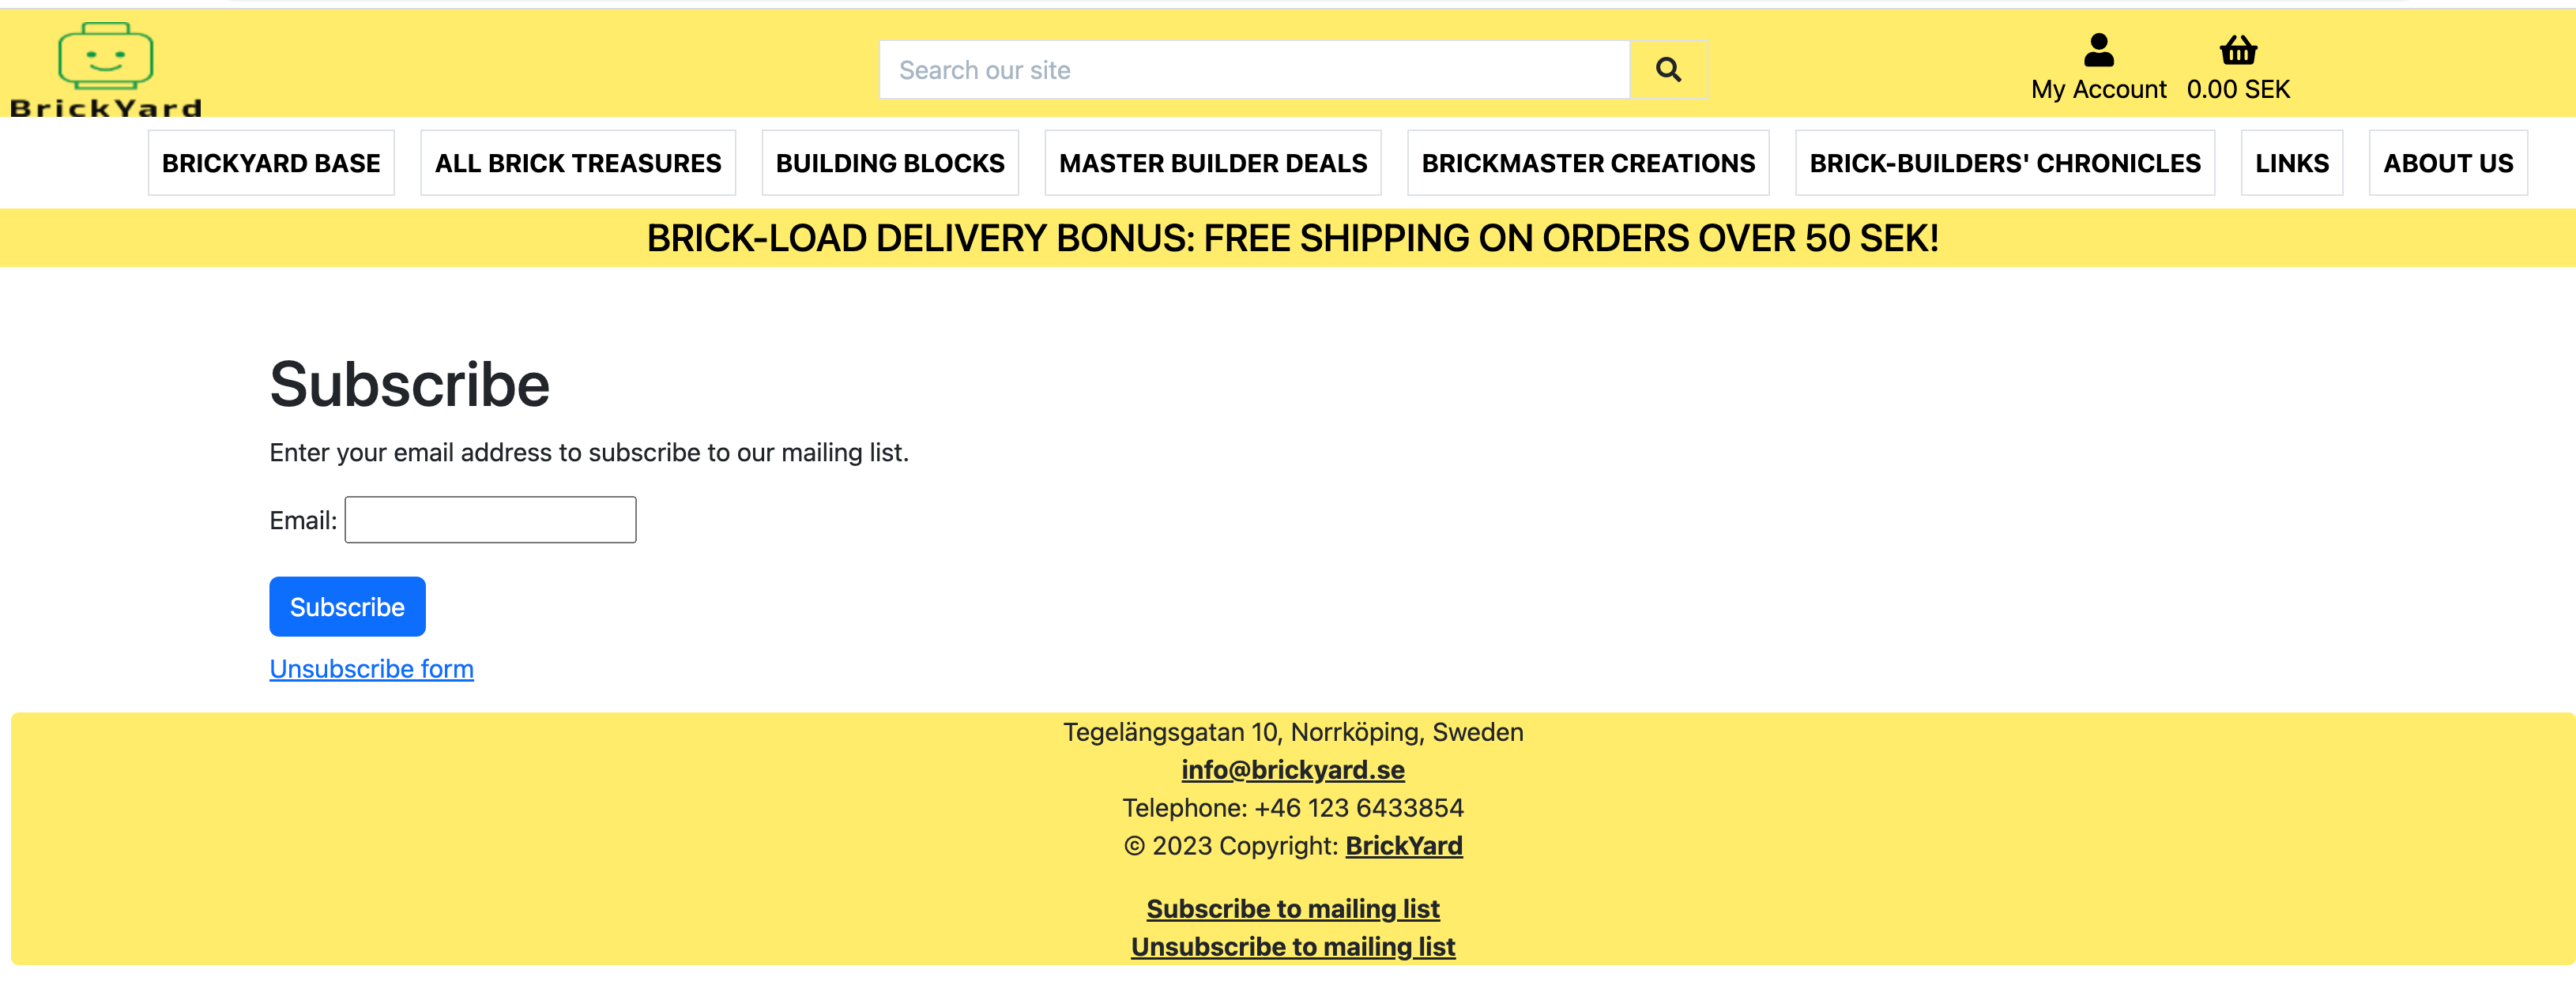 BrickYard
Search our site
My Account 0.00 SEK
BRICKYARD BASE ALL BRICK TREASURES BUILDING BLOCKS MASTER BUILDER DEALS BRICKMASTER CREATIONS BRICK-BUILDERS' CHRONICLES LINKS ABOUT US
BRICK-LOAD DELIVERY BONUS: FREE SHIPPING ON ORDERS OVER 50 SEK!
Subscribe
Enter your email address to subscribe to our mailing list.
Email:
Subscribe
Unsubscribe form
Tegelängsgatan 10, Norrköping, Sweden
info@brickyard.se
Telephone: +46 123 6433854
© 2023 Copyright: BrickYard
Subscribe to mailing list
Unsubscribe to mailing list